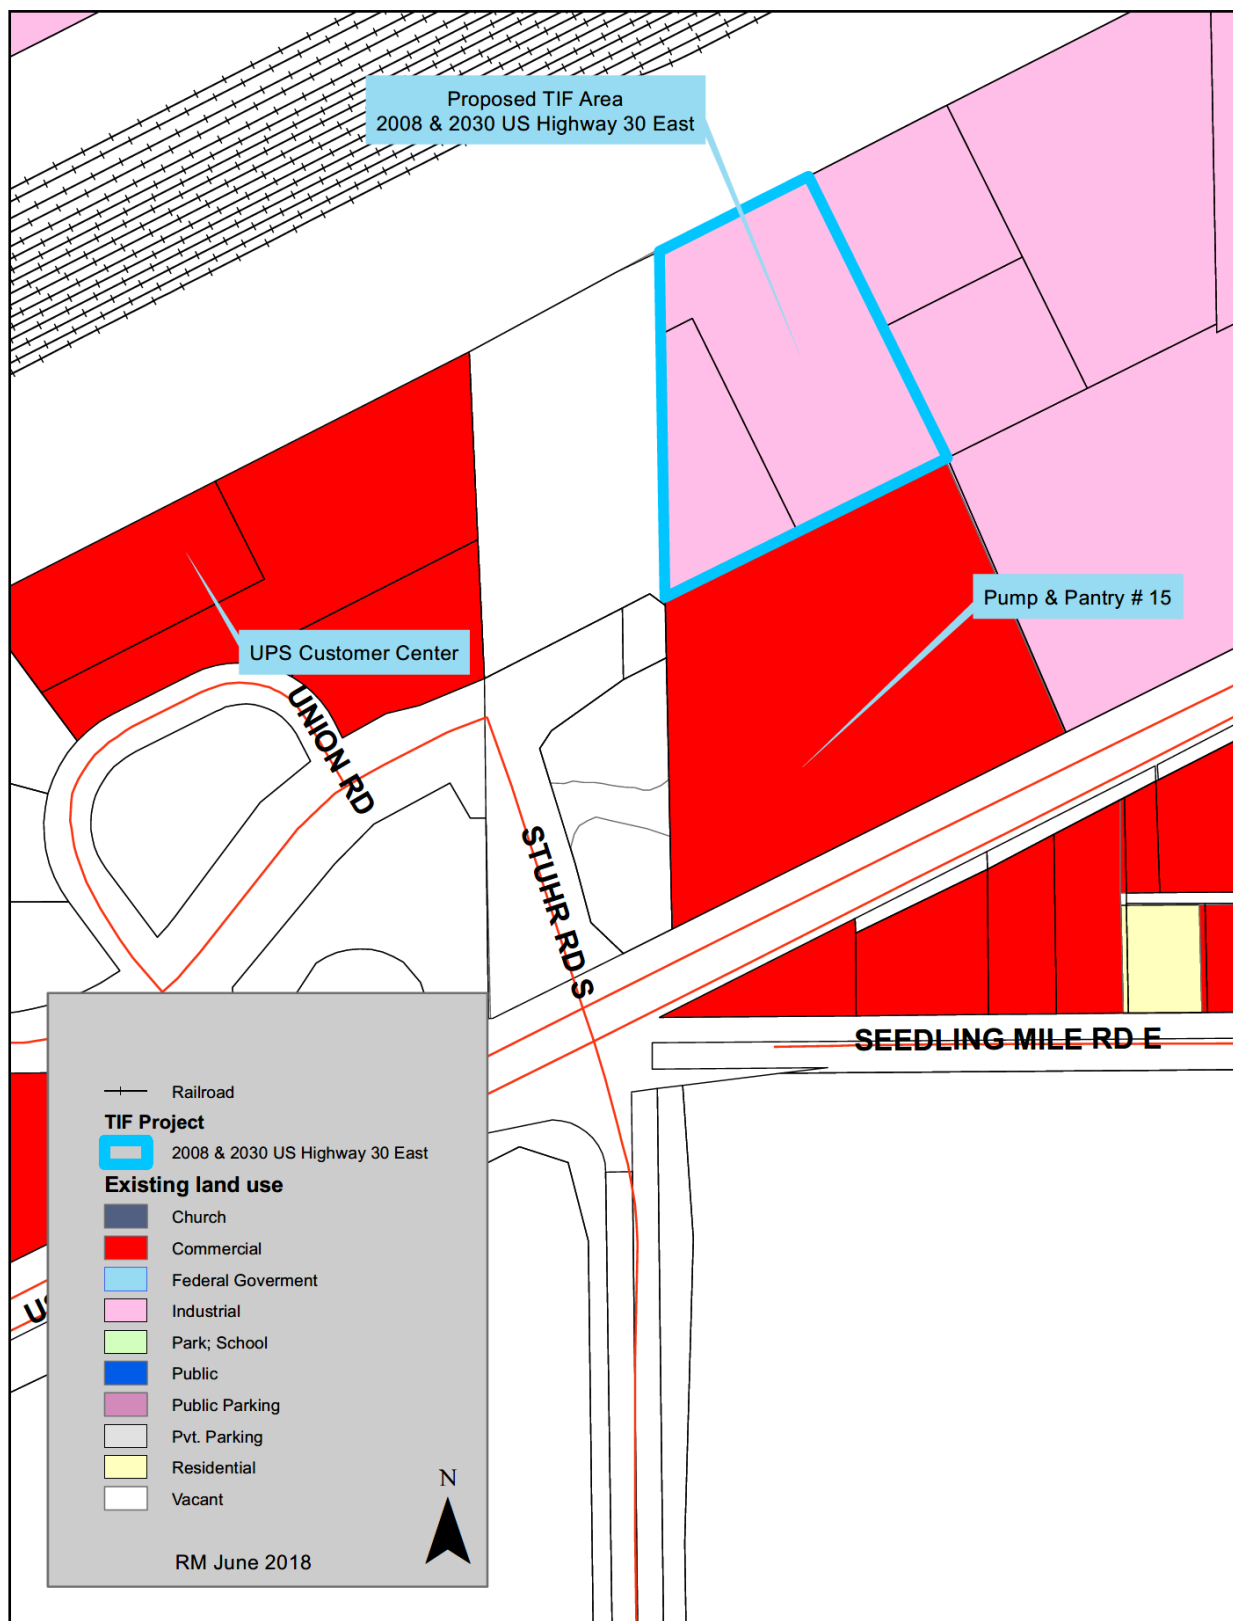 Proposed TIF Area
2008 & 2030 US Highway 30 East
Pump & Pantry # 15
UPS Customer Center
UNION RD
STUHR RD S
SEEDLING MILE RD E
US
Railroad
TIF Project
2008 & 2030 US Highway 30 East
Existing land use
Church
Commercial
Federal Goverment
Industrial
Park; School
Public
Public Parking
Pvt. Parking
Residential
Vacant
N
RM June 2018